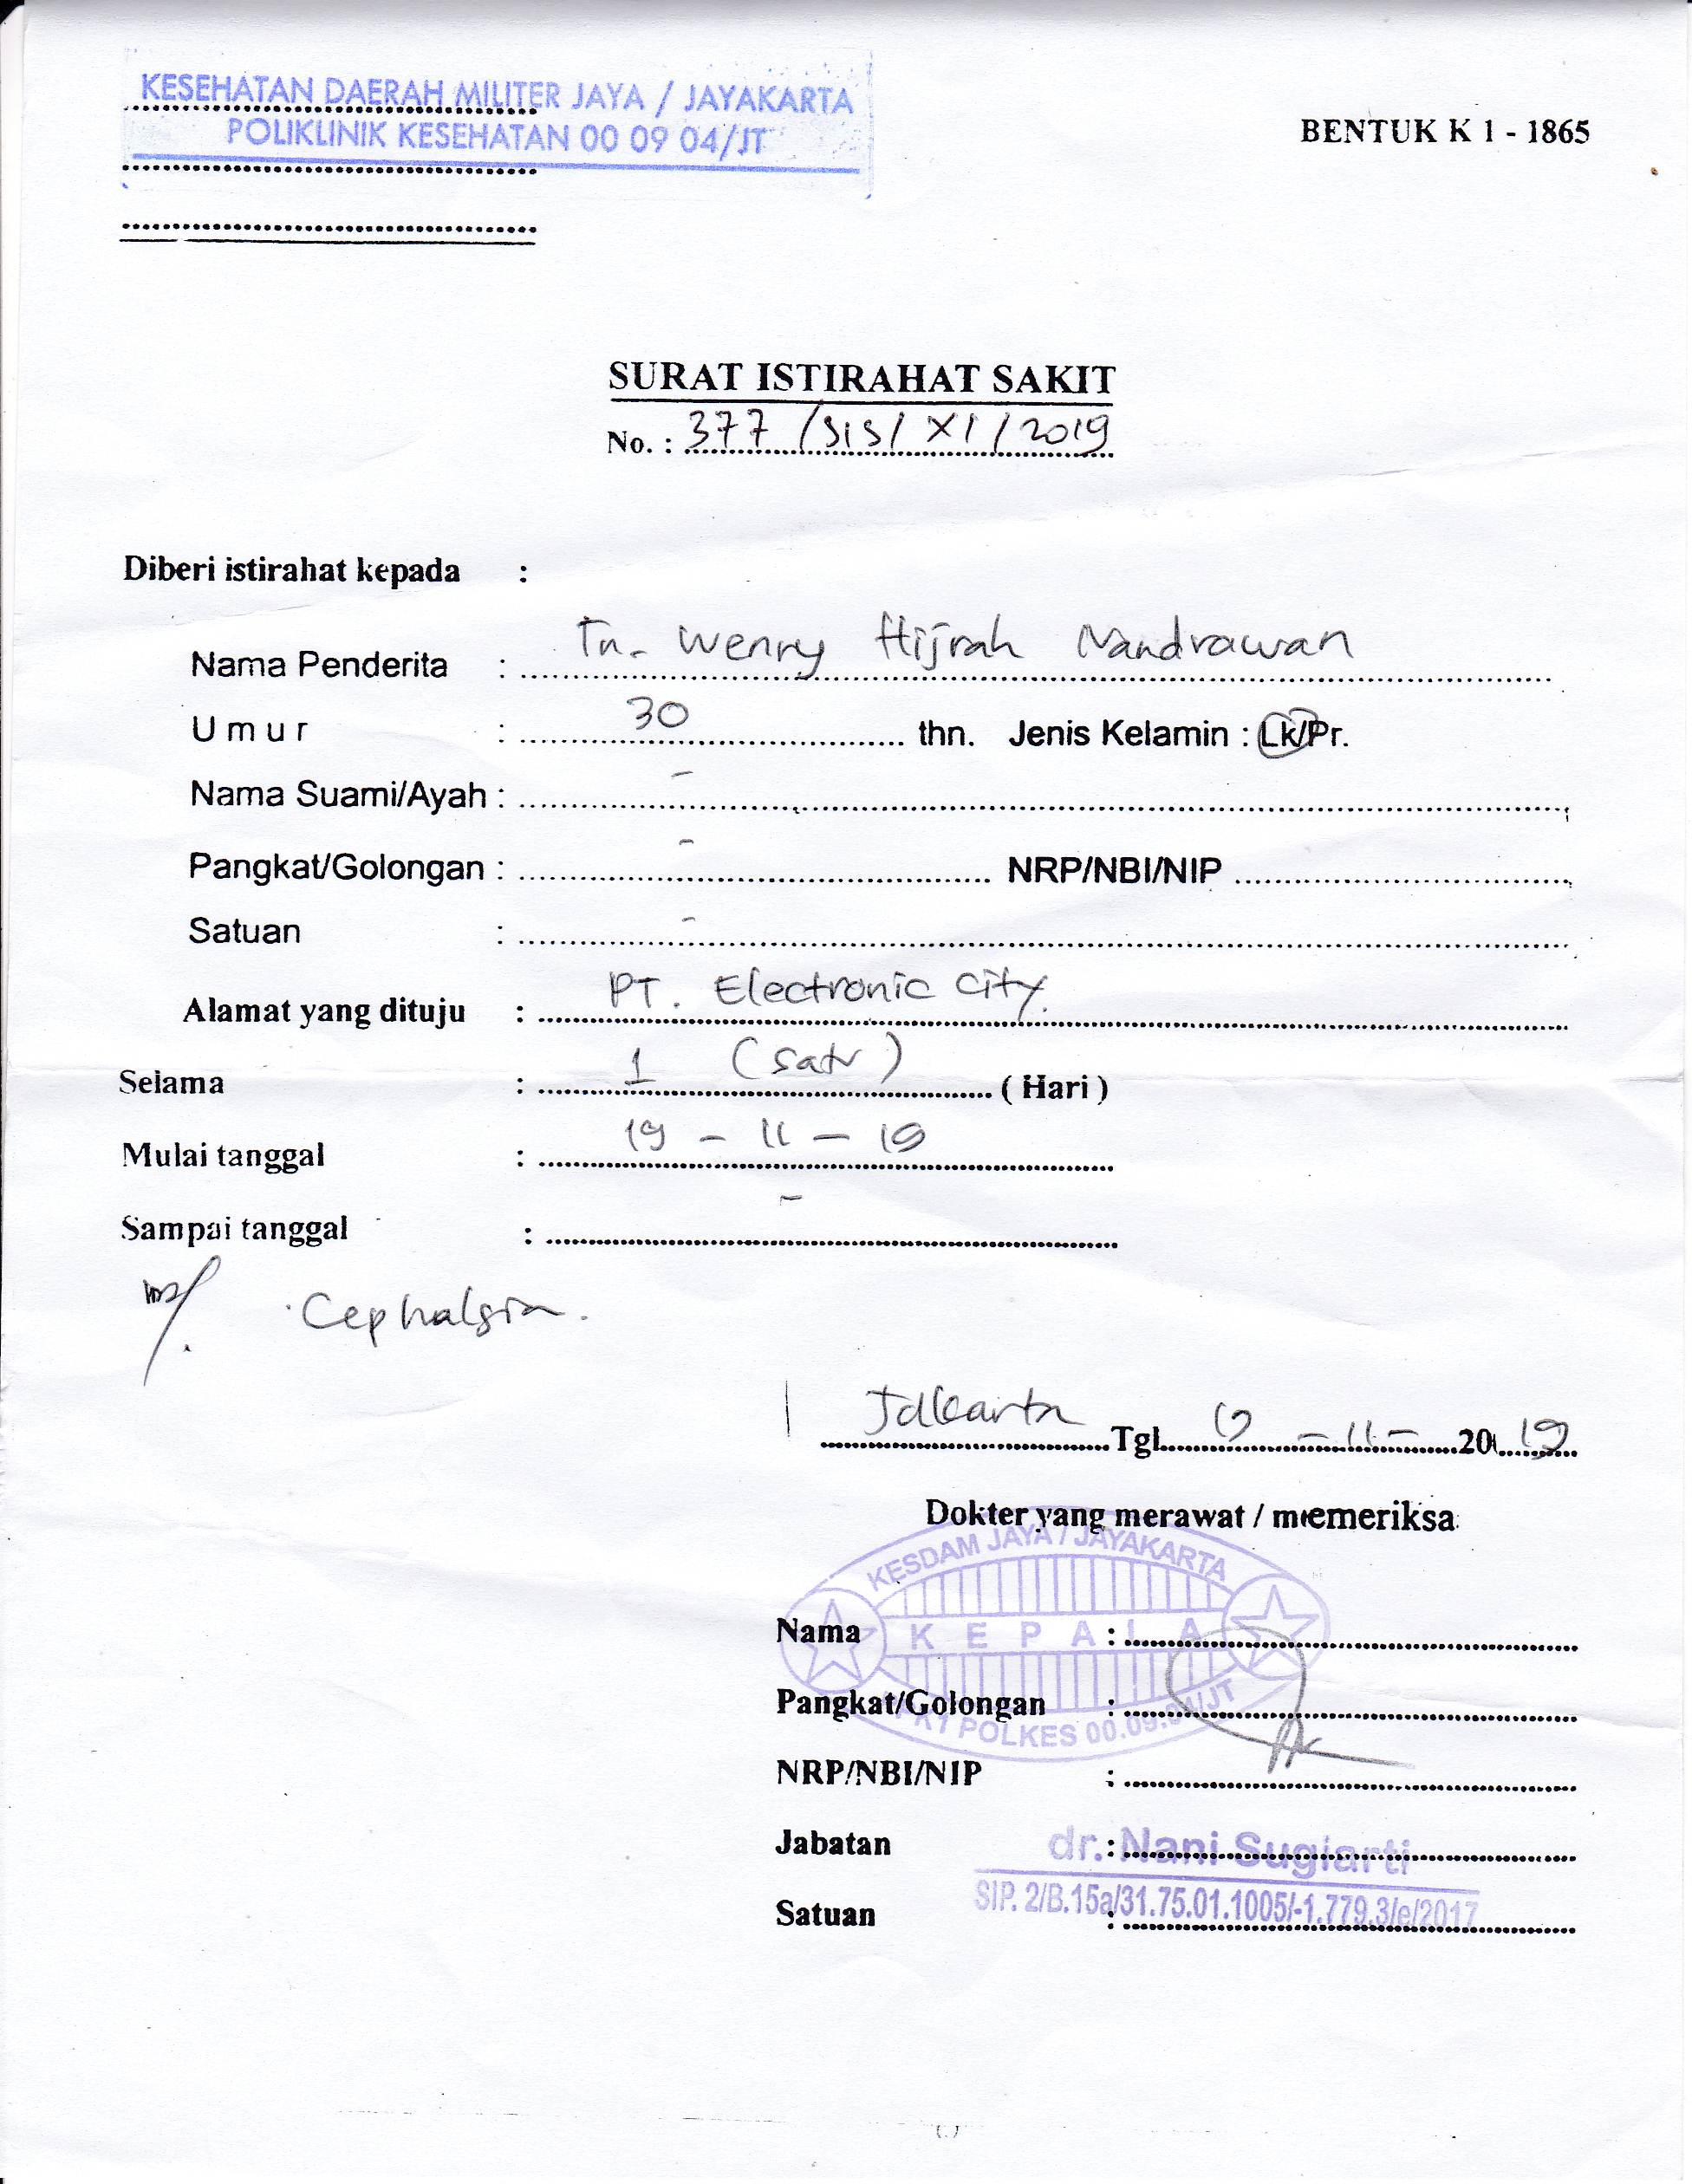 KESEHATAN DAERAH MILITER JAYA / JAYAKARTA
POLIKLINIK KESEHATAN 00 09 04/JT
BENTUK K 1 - 1865
SURAT ISTIRAHAT SAKIT
No. : 377 /SIS/ XI / 2019
Diberi istirahat kepada :
Nama Penderita : Tn. Wenry Hijrah Nandrawan
Umur : 30 thn. Jenis Kelamin : Lk/Pr.
Nama Suami/Ayah : -
Pangkat/Golongan : - NRP/NBI/NIP
Satuan : -
Alamat yang dituju : PT. Electronic City.
Selama : 1 (satu) ( Hari )
Mulai tanggal : 19 - 11 - 19
Sampai tanggal : -
Cephalgia.
Jakarta Tgl. 19 - 11 - 2019
Dokter yang merawat / memeriksa
KESDAM JAYA / JAYAKARTA
KEPALA
POLKES 00.09.04/JT
Nama :
Pangkat/Golongan :
NRP/NBI/NIP :
Jabatan :
dr. Nani Sugiarti
SIP. 2/B.15a/31.75.01.1005/-1.779.3/e/2017
Satuan :